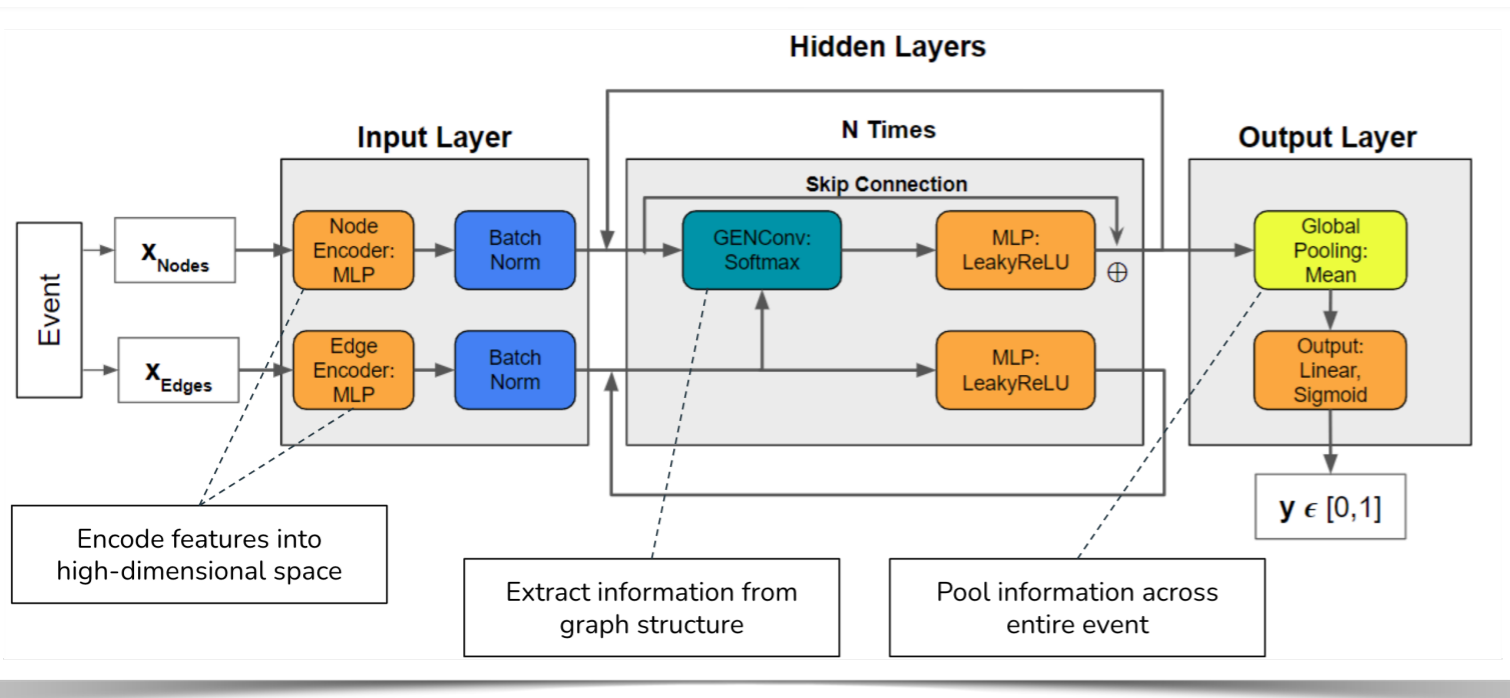 Hidden Layers
N Times
Input Layer
Output Layer
Skip Connection
Event
X Nodes
Node
Encoder:
MLP
Batch
Norm
GENConv:
Softmax
MLP:
LeakyReLU
⊕
Global
Pooling:
Mean
X Edges
Edge
Encoder:
MLP
Batch
Norm
MLP:
LeakyReLU
Output:
Linear,
Sigmoid
y ϵ [0,1]
Encode features into
high-dimensional space
Extract information from
graph structure
Pool information across
entire event